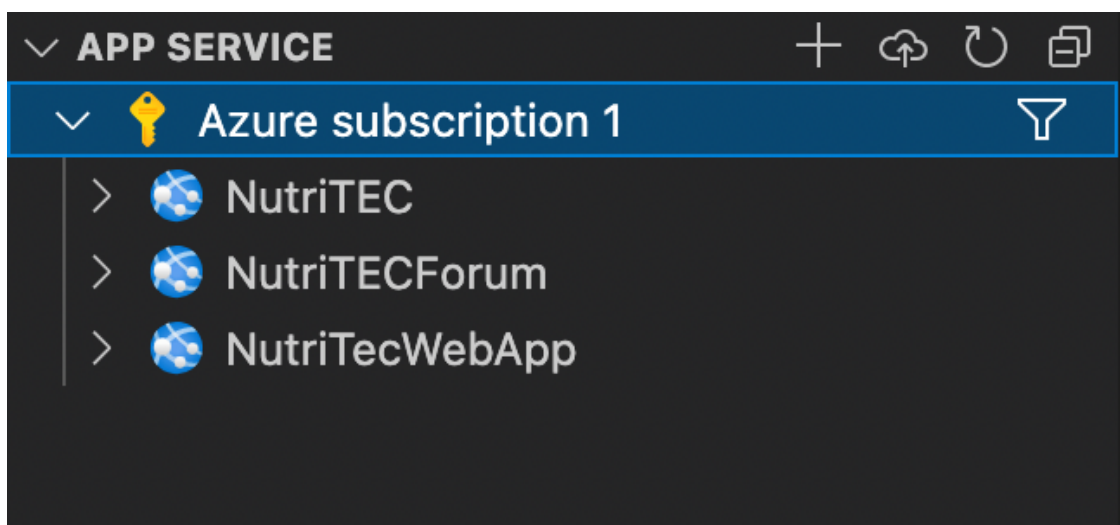 APP SERVICE
Azure subscription 1
NutriTEC
NutriTECForum
NutriTecWebApp